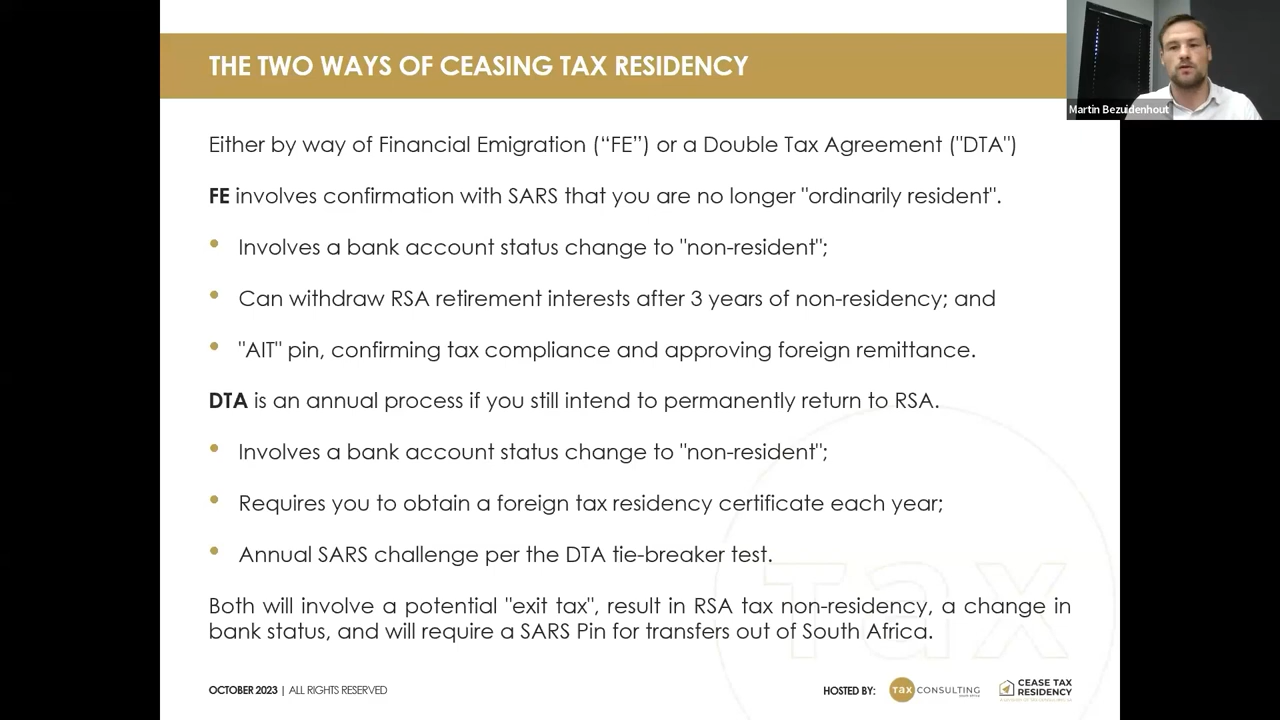 THE TWO WAYS OF CEASING TAX RESIDENCY
Martin Bezuidenhout
Either by way of Financial Emigration (“FE”) or a Double Tax Agreement ("DTA")
FE involves confirmation with SARS that you are no longer "ordinarily resident".
• Involves a bank account status change to "non-resident";
• Can withdraw RSA retirement interests after 3 years of non-residency; and
• "AIT" pin, confirming tax compliance and approving foreign remittance.
DTA is an annual process if you still intend to permanently return to RSA.
• Involves a bank account status change to "non-resident";
• Requires you to obtain a foreign tax residency certificate each year;
• Annual SARS challenge per the DTA tie-breaker test.
Both will involve a potential "exit tax", result in RSA tax non-residency, a change in
bank status, and will require a SARS Pin for transfers out of South Africa.
Tax
OCTOBER 2023 | ALL RIGHTS RESERVED
HOSTED BY:
Tax CONSULTING
CEASE TAX
RESIDENCY